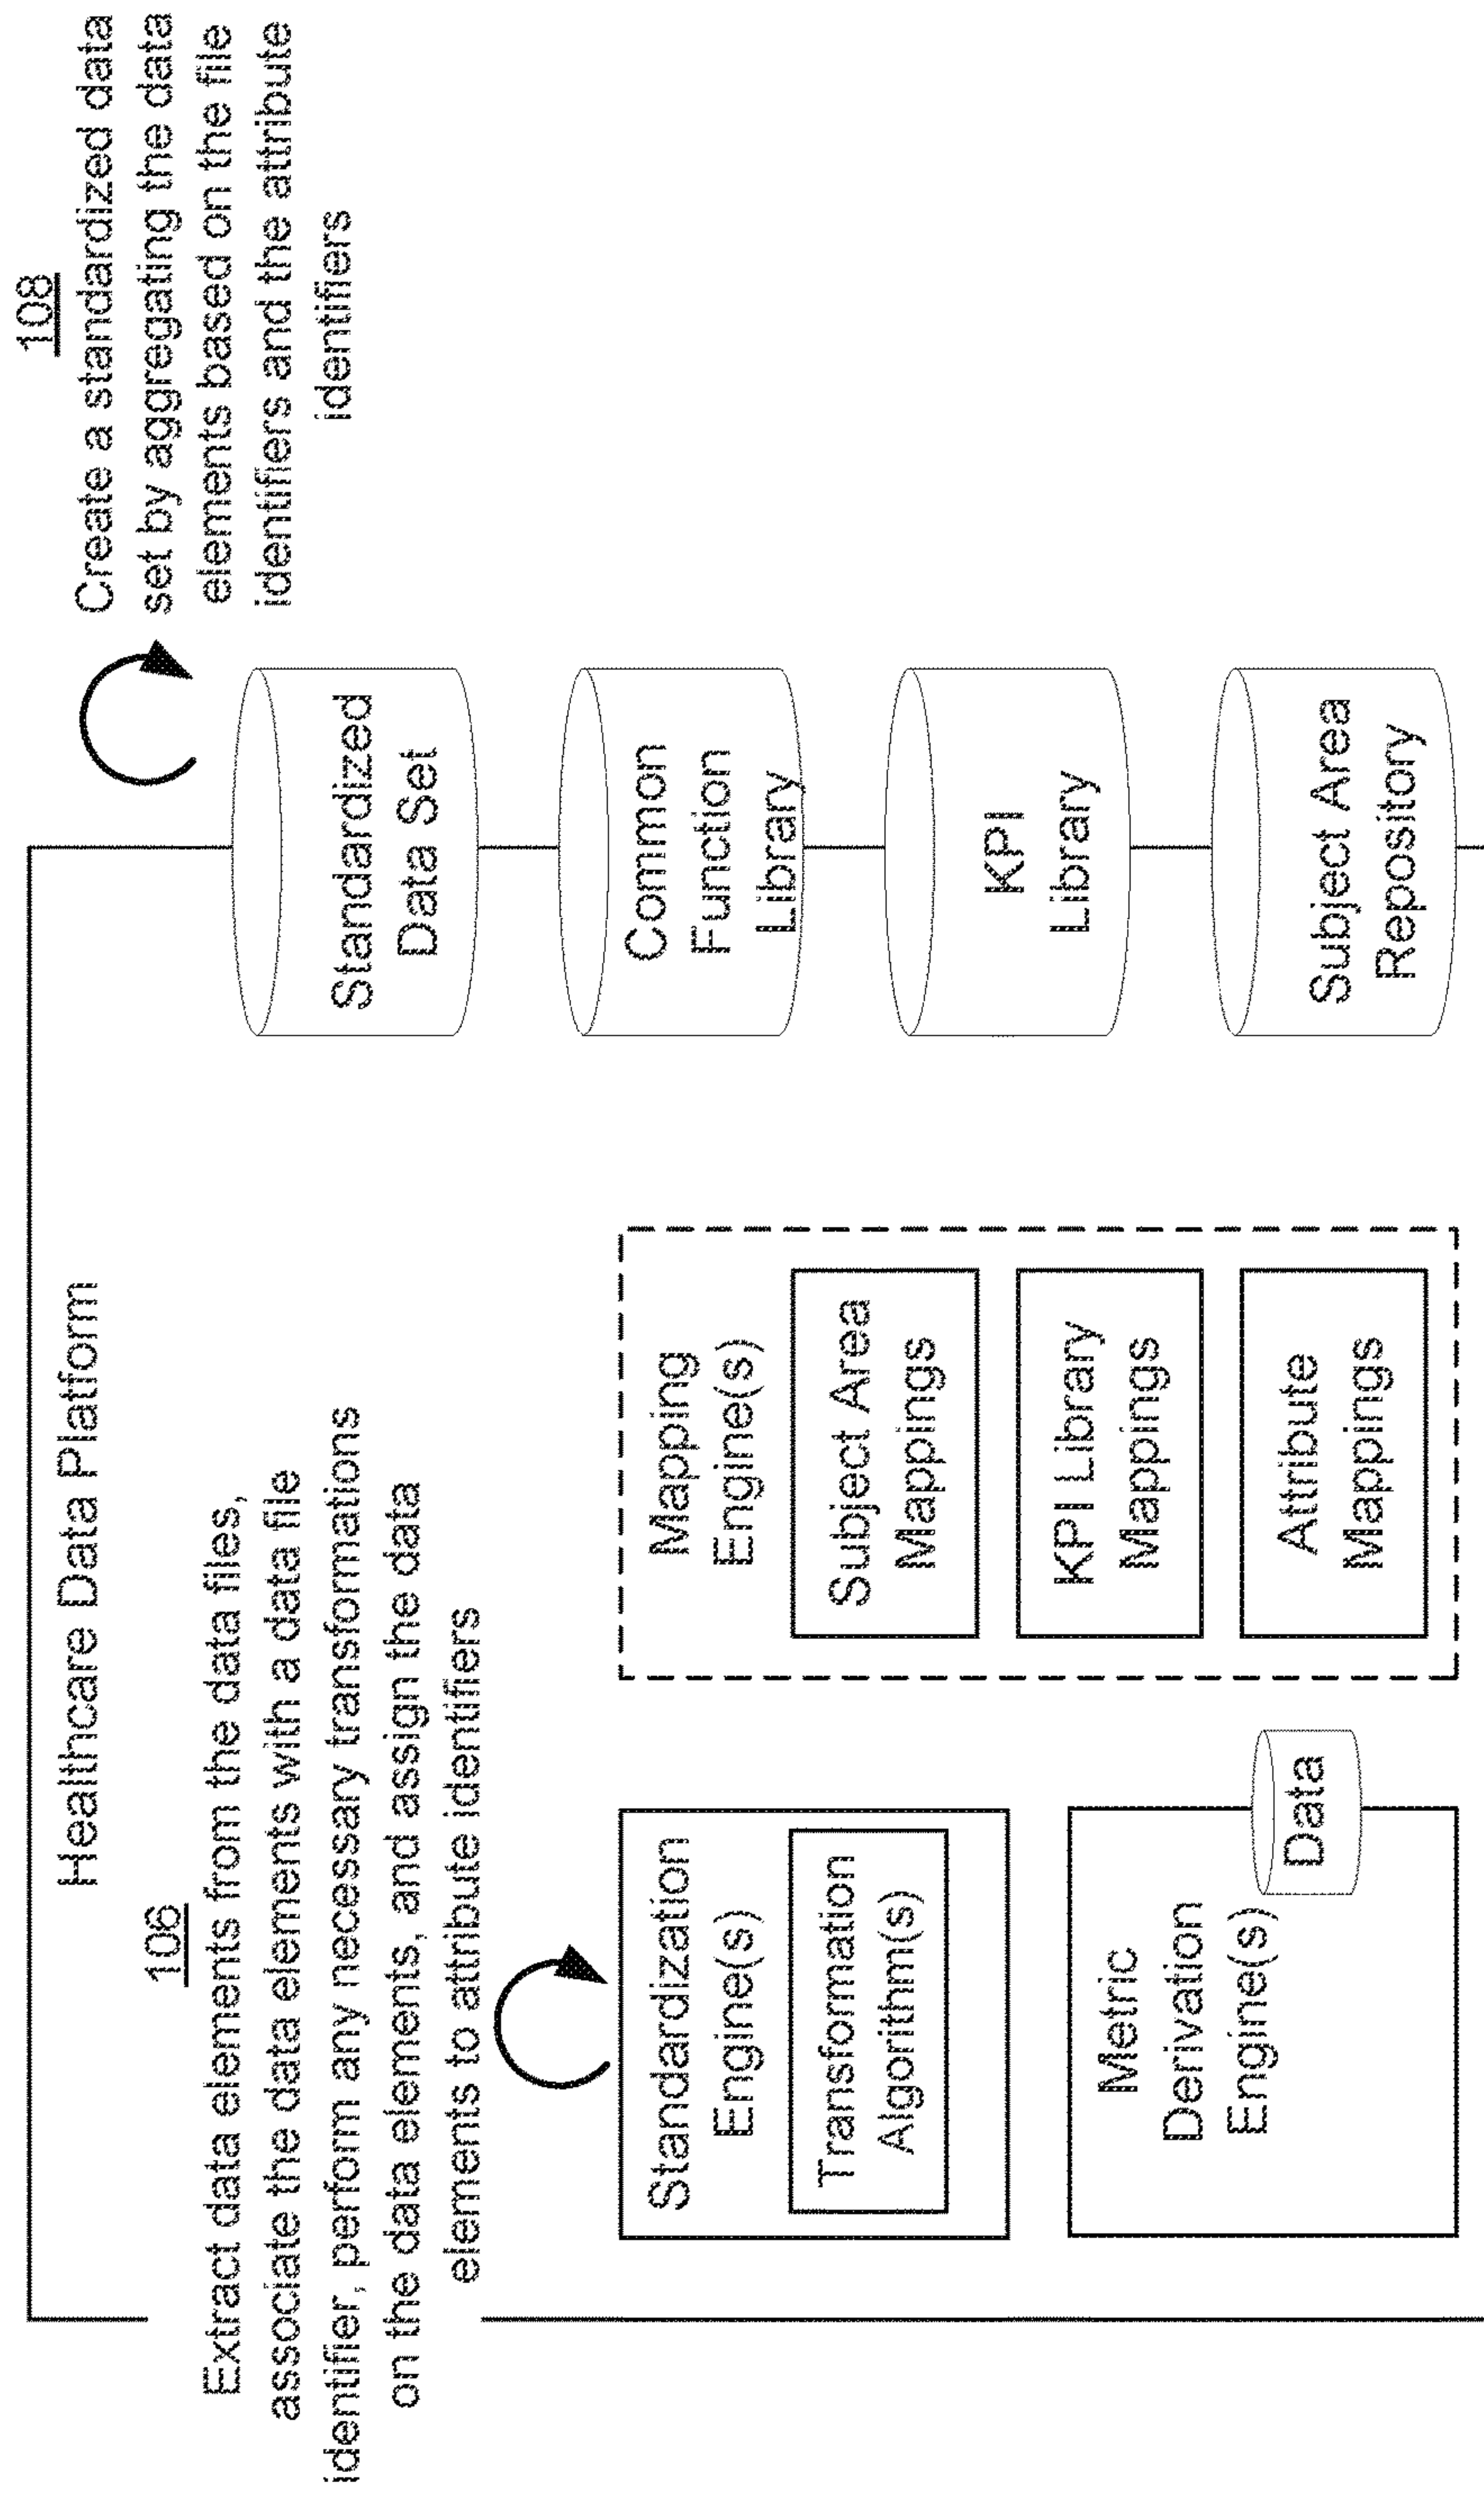 Healthcare Data Platform
106
Extract data elements from the data files,
associate the data elements with a data file
identifier, perform any necessary transformations
on the data elements, and assign the data
elements to attribute identifiers
Standardization
Engine(s)
Transformation
Algorithm(s)
Metric
Derivation
Engine(s)
Data
Mapping
Engine(s)
Subject Area
Mappings
KPI Library
Mappings
Attribute
Mappings
108
Create a standardized data
set by aggregating the data
elements based on the file
identifiers and the attribute
identifiers
Standardized
Data Set
Common
Function
Library
KPI
Library
Subject Area
Repository